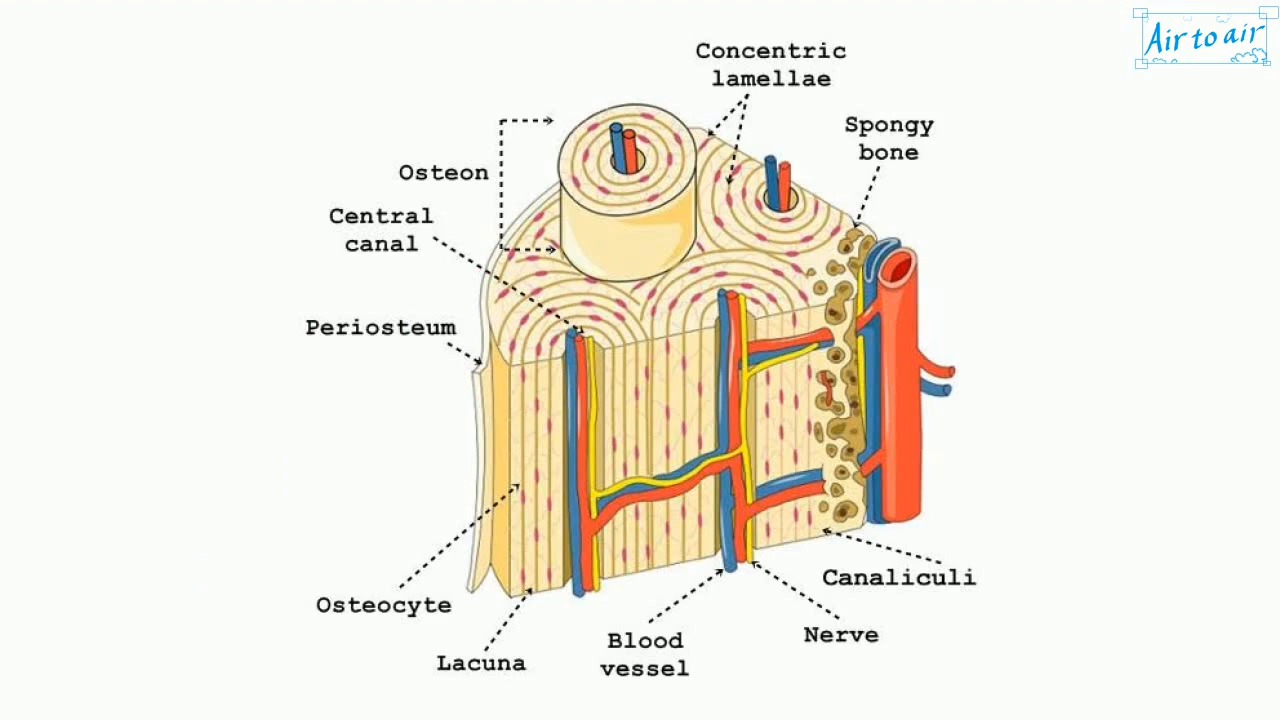 Air to air
Concentric
lamellae
Spongy
bone
Osteon
Central
canal
Periosteum
Osteocyte
Lacuna
Blood
vessel
Nerve
Canaliculi